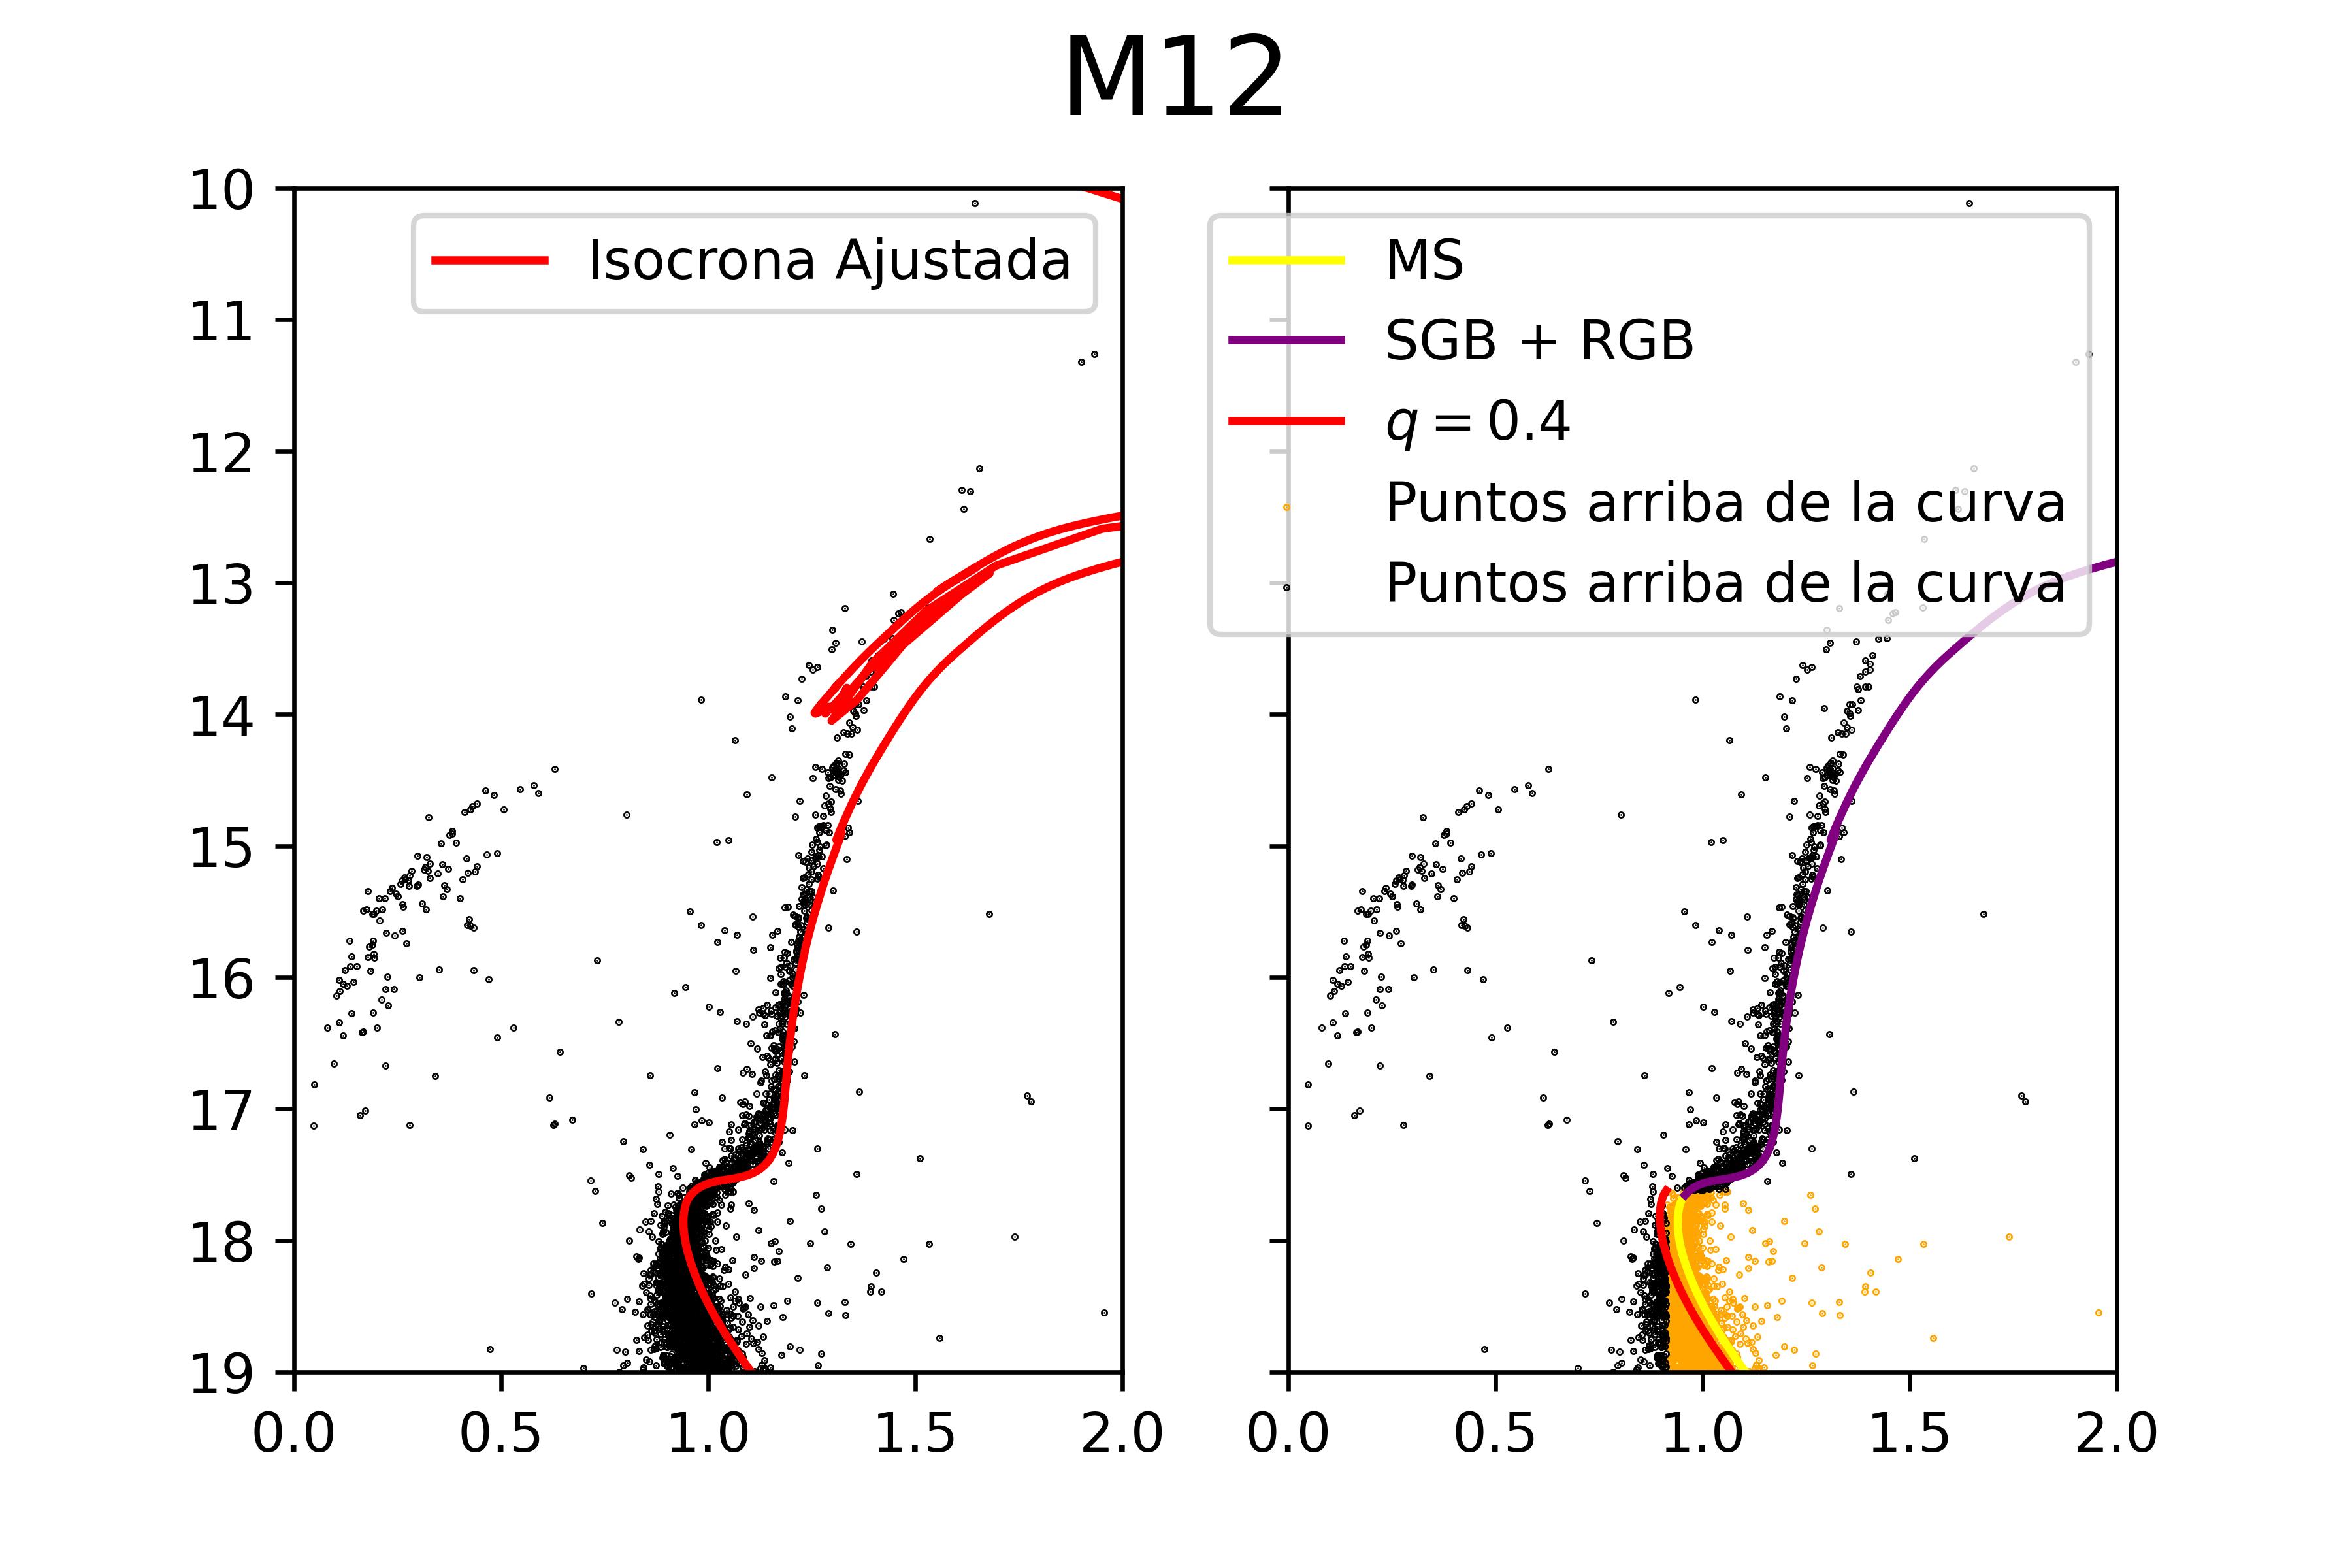 M12
10
11
12
13
14
15
16
17
18
19
0.0 0.5 1.0 1.5 2.0
Isocrona Ajustada
0.0 0.5 1.0 1.5 2.0
MS
SGB + RGB
q = 0.4
Puntos arriba de la curva
Puntos arriba de la curva